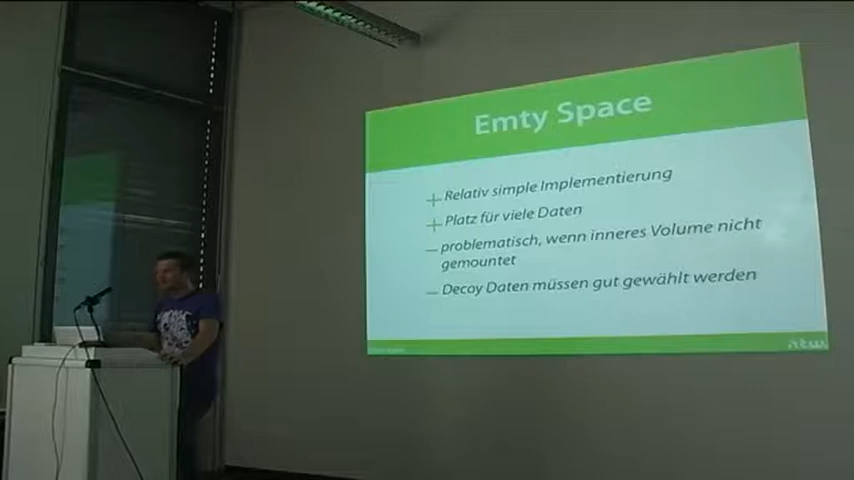 Emty Space
+ Relativ simple Implementierung
+ Platz für viele Daten
– problematisch, wenn inneres Volume nicht
gemountet
– Decoy Daten müssen gut gewählt werden